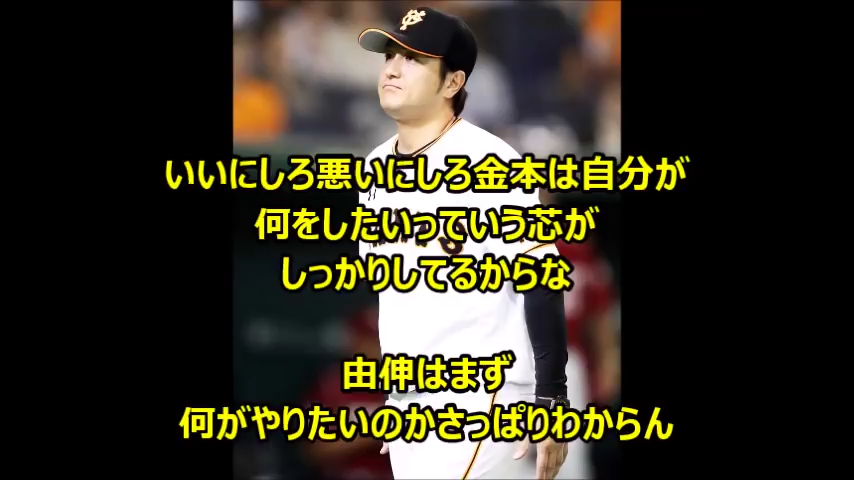 いいにしろ悪いにしろ金本は自分が
何をしたいっていう芯が
しっかりしてるからな
由伸はまず
何がやりたいのかさっぱりわからん